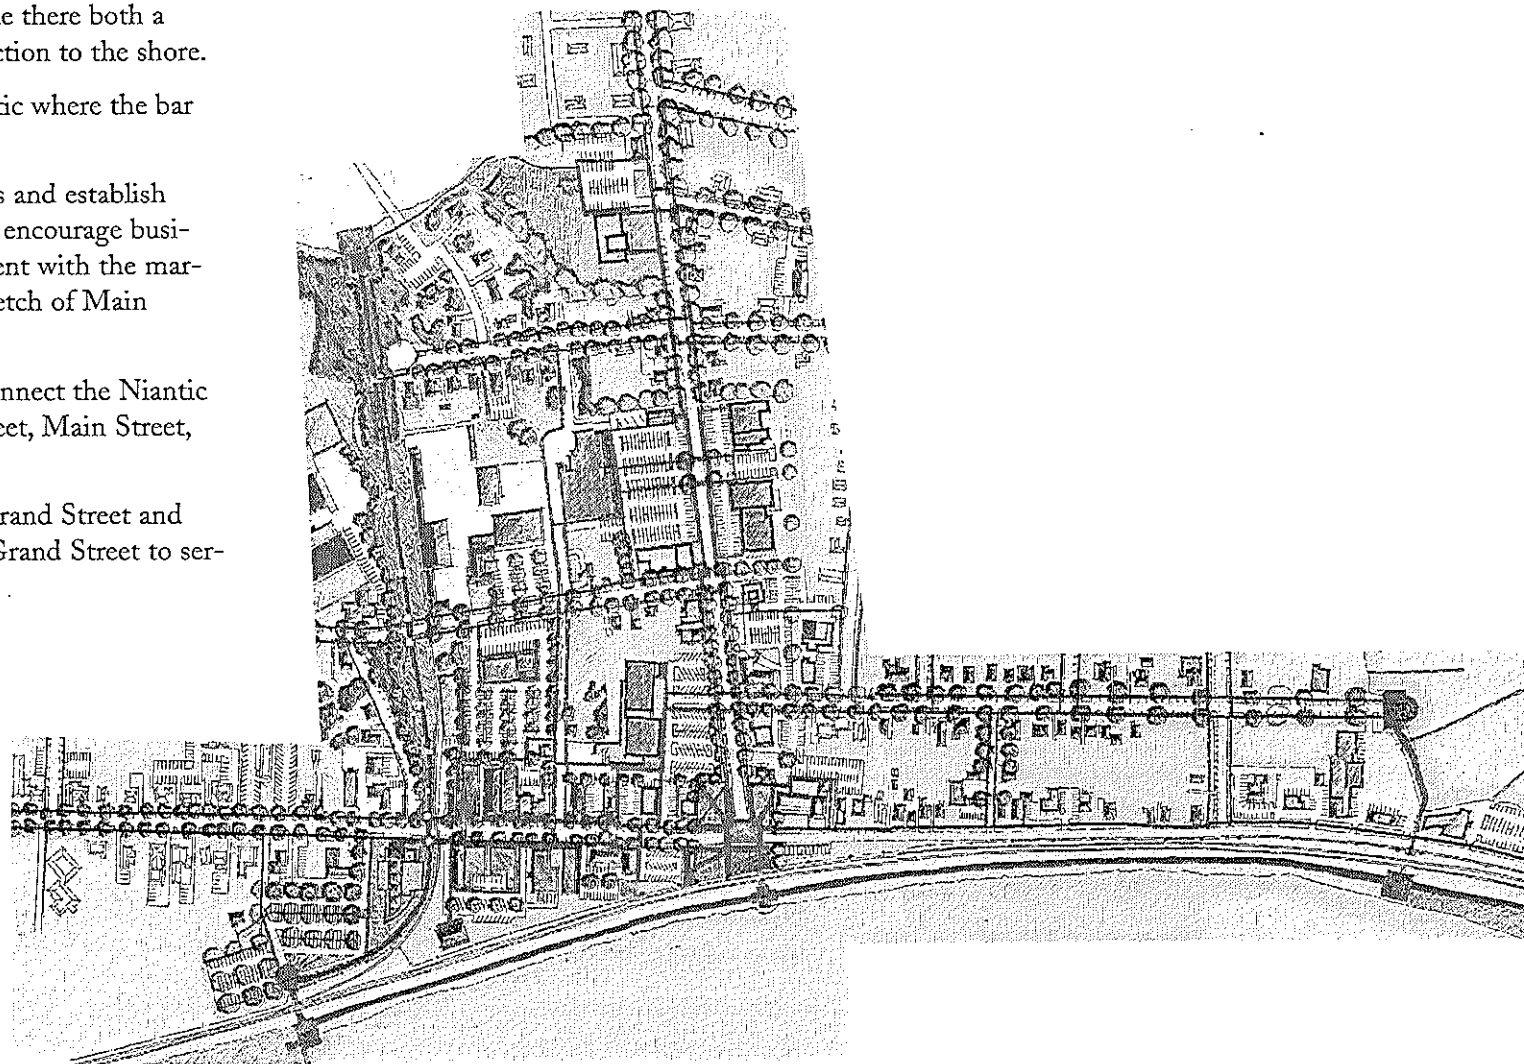 e there both a
ction to the shore.
ic where the bar
s and establish
encourage busi-
ent with the mar-
etch of Main
nnect the Niantic
eet, Main Street,
rand Street and
Grand Street to ser-